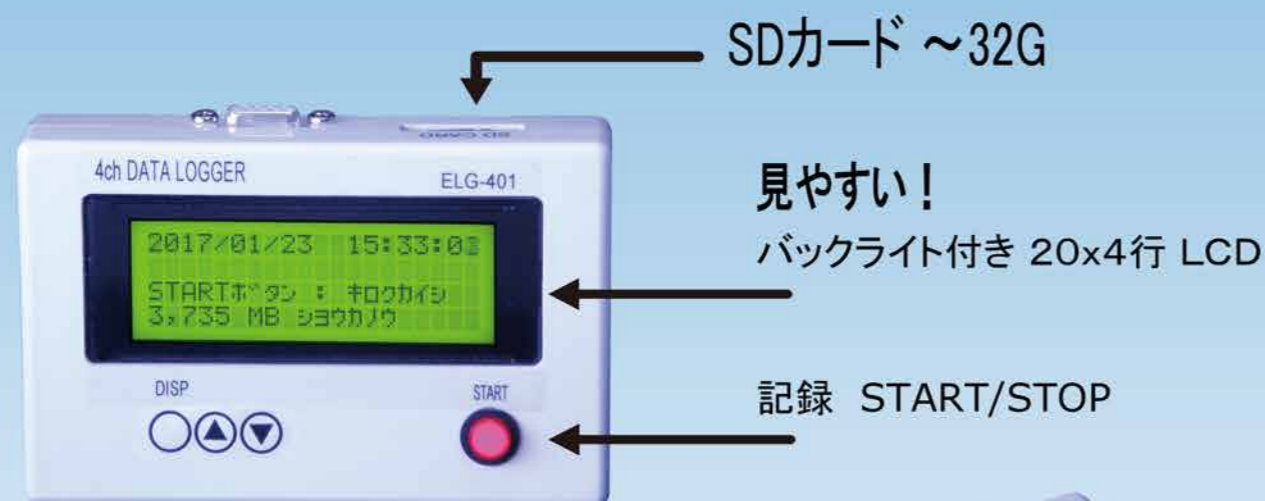 SDカード ～32G
SD CARD
4ch DATA LOGGER
ELG-401
見やすい！
バックライト付き 20x4行 LCD
2017/01/23 15:33:03
STARTボタン : キロクカイシ
3,735 MB シヨウカノウ
DISP
START
記録 START/STOP